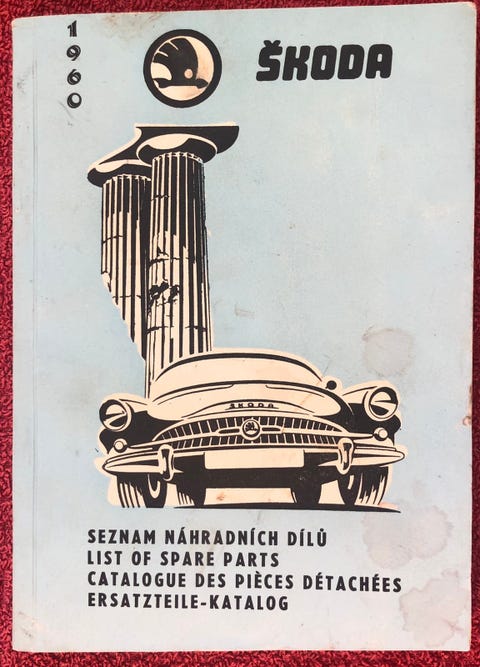 1960
ŠKODA
ŠKODA
SEZNAM NÁHRADNÍCH DÍLŮ
LIST OF SPARE PARTS
CATALOGUE DES PIÈCES DÉTACHÉES
ERSATZTEILE-KATALOG